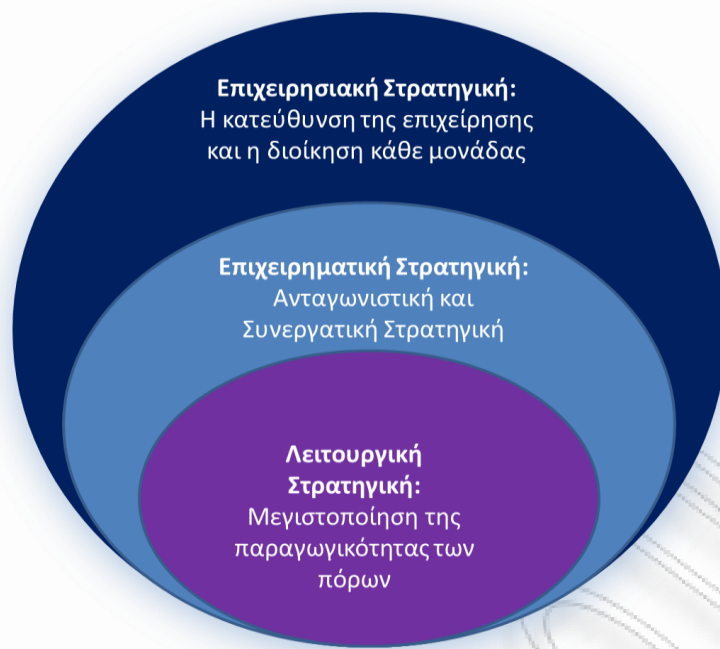 Επιχειρησιακή Στρατηγική:
Η κατεύθυνση της επιχείρησης
και η διοίκηση κάθε μονάδας
Επιχειρηματική Στρατηγική:
Ανταγωνιστική και
Συνεργατική Στρατηγική
Λειτουργική
Στρατηγική:
Μεγιστοποίηση της
παραγωγικότητας των
πόρων